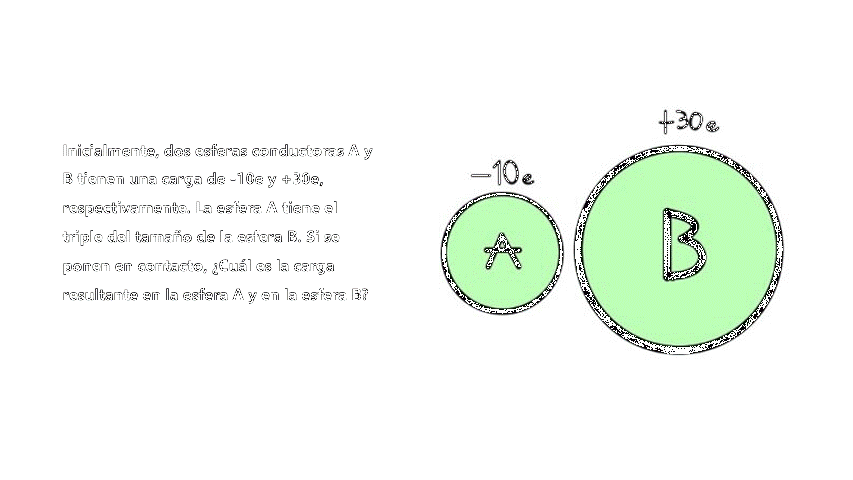 Inicialmente, dos esferas conductoras A y
B tienen una carga de -10e y +30e,
respectivamente. La esfera A tiene el
triple del tamaño de la esfera B. Si se
ponen en contacto, ¿Cuál es la carga
resultante en la esfera A y en la esfera B?
-10e
+30e
A
B